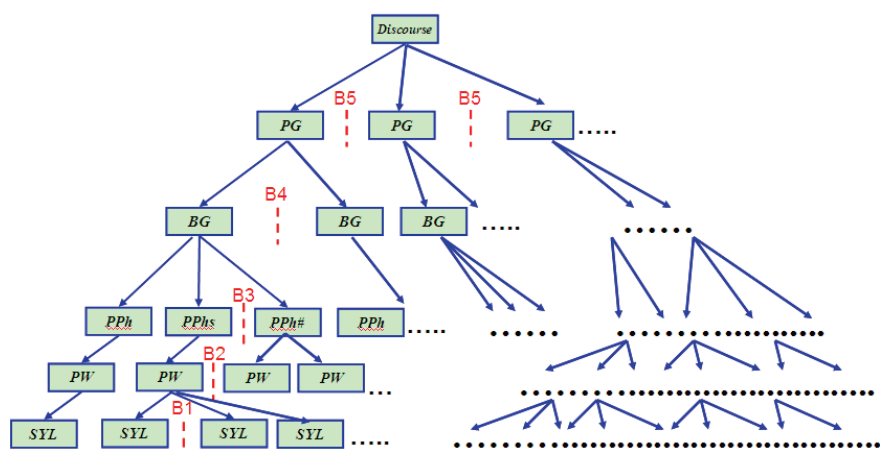 Discourse
B5 B5
PG PG PG .....
B4
BG BG BG .....
......
B3
PPh PPhs PPh# PPh .....
B2
PW PW PW PW ...
B1
SYL SYL SYL SYL .....